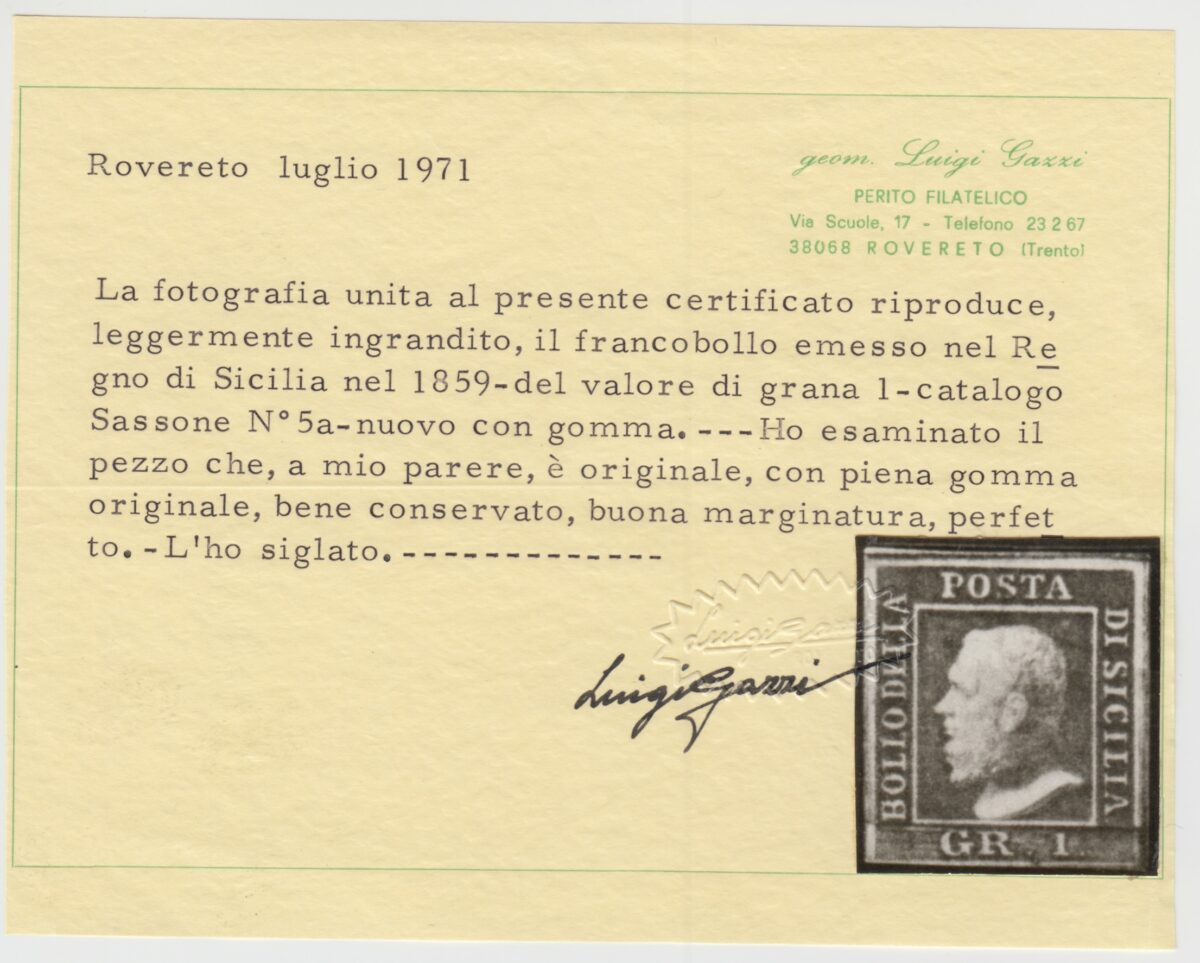 Rovereto luglio 1971
geom. Luigi Gazzi
PERITO FILATELICO
Via Scuole, 17 - Telefono 23 2 67
38068 ROVERETO (Trento)
La fotografia unita al presente certificato riproduce,
leggermente ingrandito, il francobollo emesso nel Re
gno di Sicilia nel 1859-del valore di grana 1-catalogo
Sassone N°5a-nuovo con gomma.---Ho esaminato il
pezzo che, a mio parere, è originale, con piena gomma
originale, bene conservato, buona marginatura, perfet
to.-L'ho siglato.-------------
Luigi Gazzi
Luigi Gazzi
BOLLO DELLA
POSTA
DI SICILIA
GR. 1.